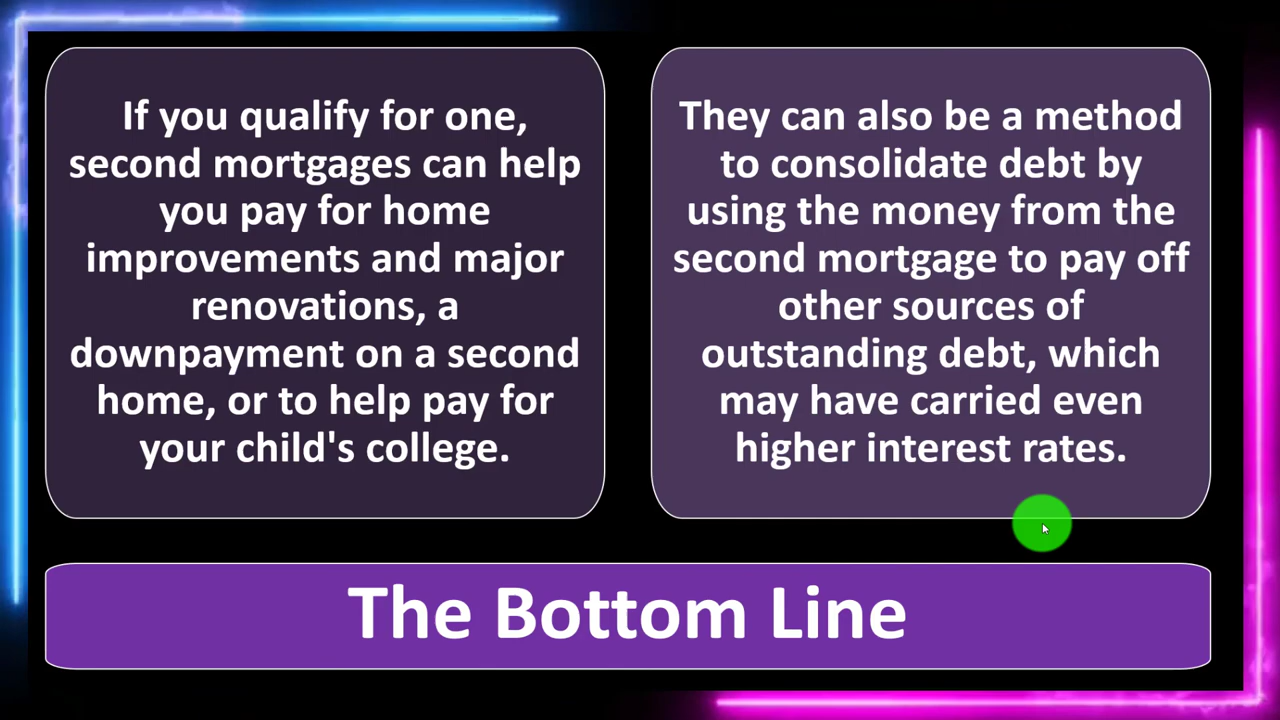 If you qualify for one,
second mortgages can help
you pay for home
improvements and major
renovations, a
downpayment on a second
home, or to help pay for
your child's college.
They can also be a method
to consolidate debt by
using the money from the
second mortgage to pay off
other sources of
outstanding debt, which
may have carried even
higher interest rates.
The Bottom Line